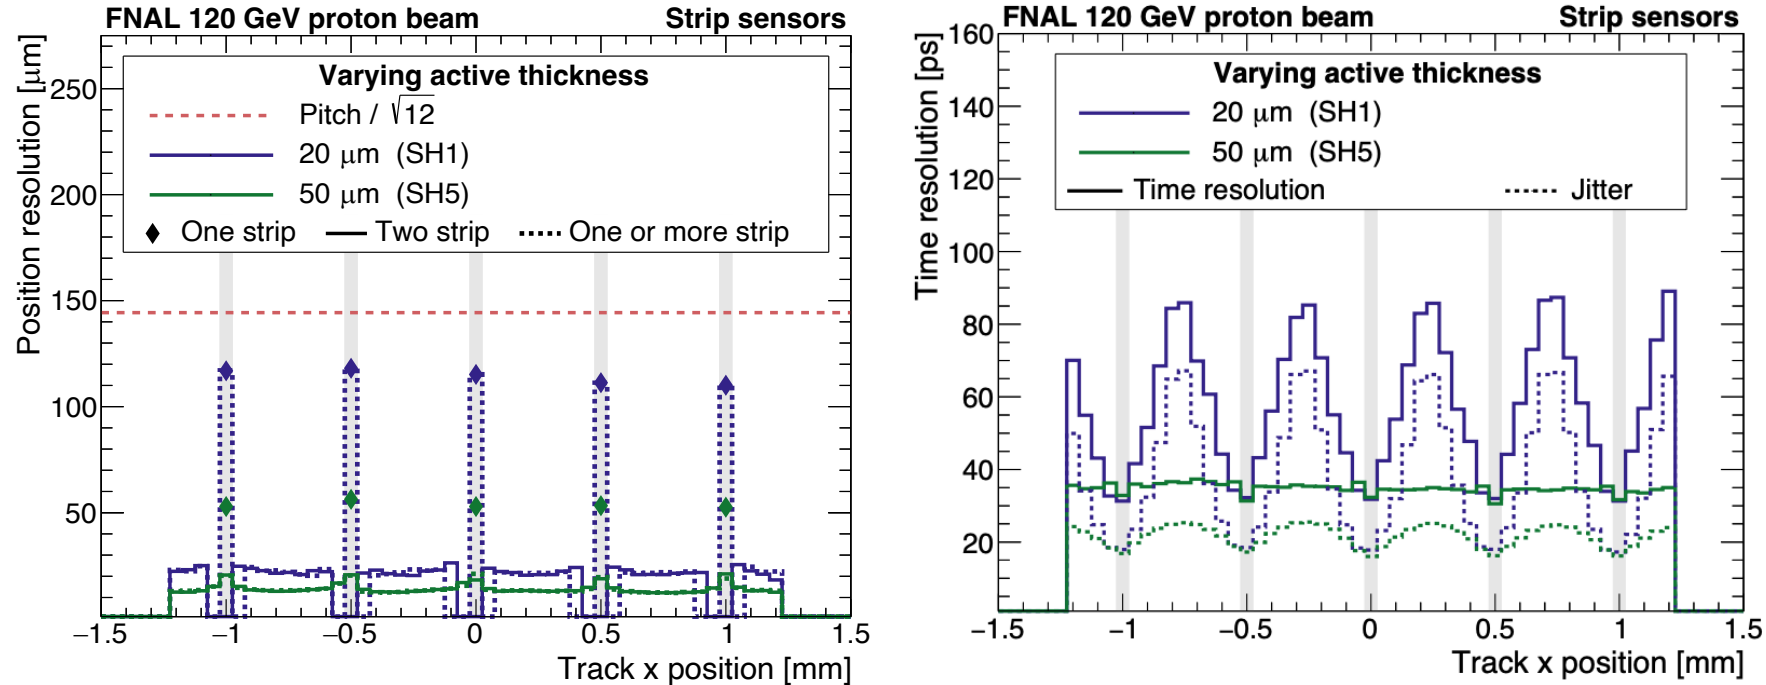 FNAL 120 GeV proton beam Strip sensors
Position resolution [μm]
Varying active thickness
Pitch / √12
20 μm (SH1)
50 μm (SH5)
One strip Two strip One or more strip
250
200
150
100
50
−1.5 −1 −0.5 0 0.5 1 1.5
Track x position [mm]
FNAL 120 GeV proton beam Strip sensors
Time resolution [ps]
Varying active thickness
20 μm (SH1)
50 μm (SH5)
Time resolution Jitter
160
140
120
100
80
60
40
20
−1.5 −1 −0.5 0 0.5 1 1.5
Track x position [mm]